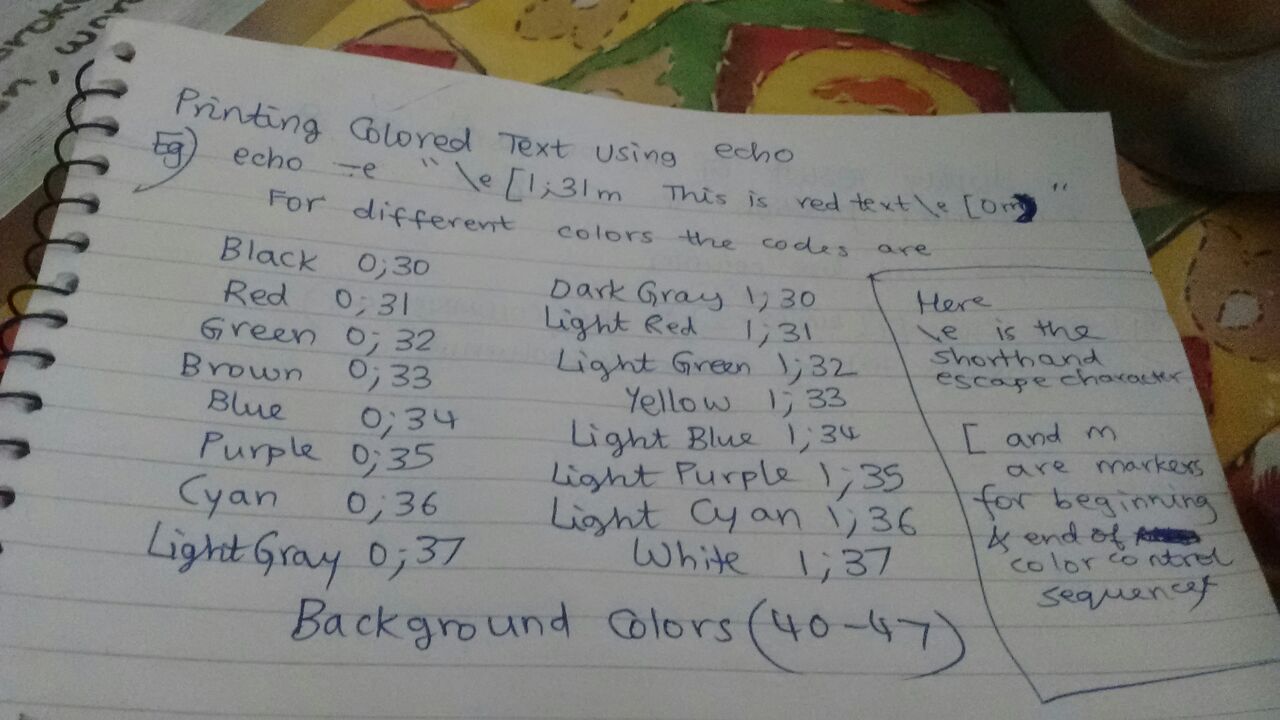 Printing Colored Text Using echo
Eg) echo -e "\e [1;31m This is red text \e [0m "
For different colors the codes are
Black 0;30
Red 0;31
Green 0;32
Brown 0;33
Blue 0;34
Purple 0;35
Cyan 0;36
Light Gray 0;37
Dark Gray 1;30
Light Red 1;31
Light Green 1;32
Yellow 1;33
Light Blue 1;34
Light Purple 1;35
Light Cyan 1;36
White 1;37
Here
\e is the
shorthand
escape character
[ and m
are markers
for beginning
& end of
color control
sequences
Background Colors (40-47)